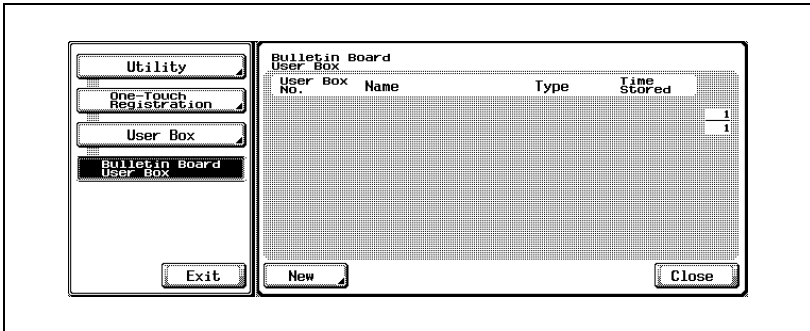 Utility
One-Touch
Registration
User Box
Bulletin Board
User Box
Exit
Bulletin Board
User Box
User Box
No.
Name
Type
Time
Stored
1
1
New
Close